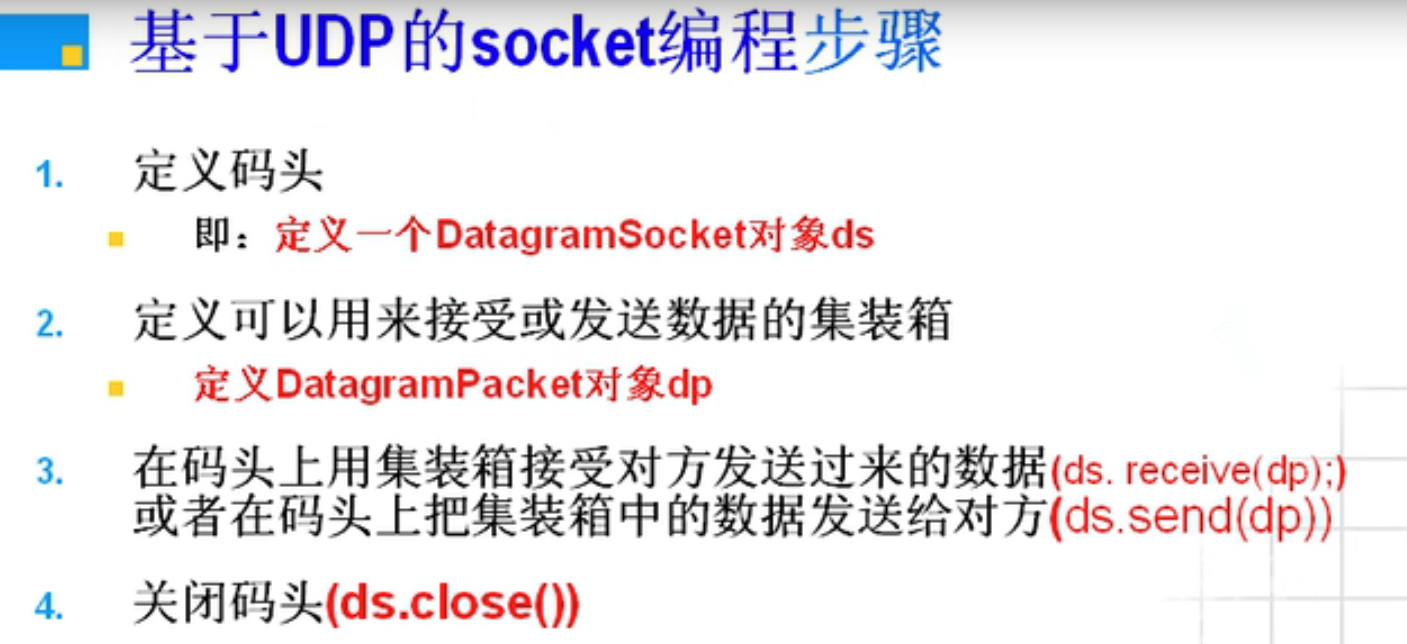 基于UDP的socket编程步骤
1. 定义码头
即：定义一个DatagramSocket对象ds
2. 定义可以用来接受或发送数据的集装箱
定义DatagramPacket对象dp
3. 在码头上用集装箱接受对方发送过来的数据(ds. receive(dp);)
或者在码头上把集装箱中的数据发送给对方(ds.send(dp))
4. 关闭码头(ds.close())